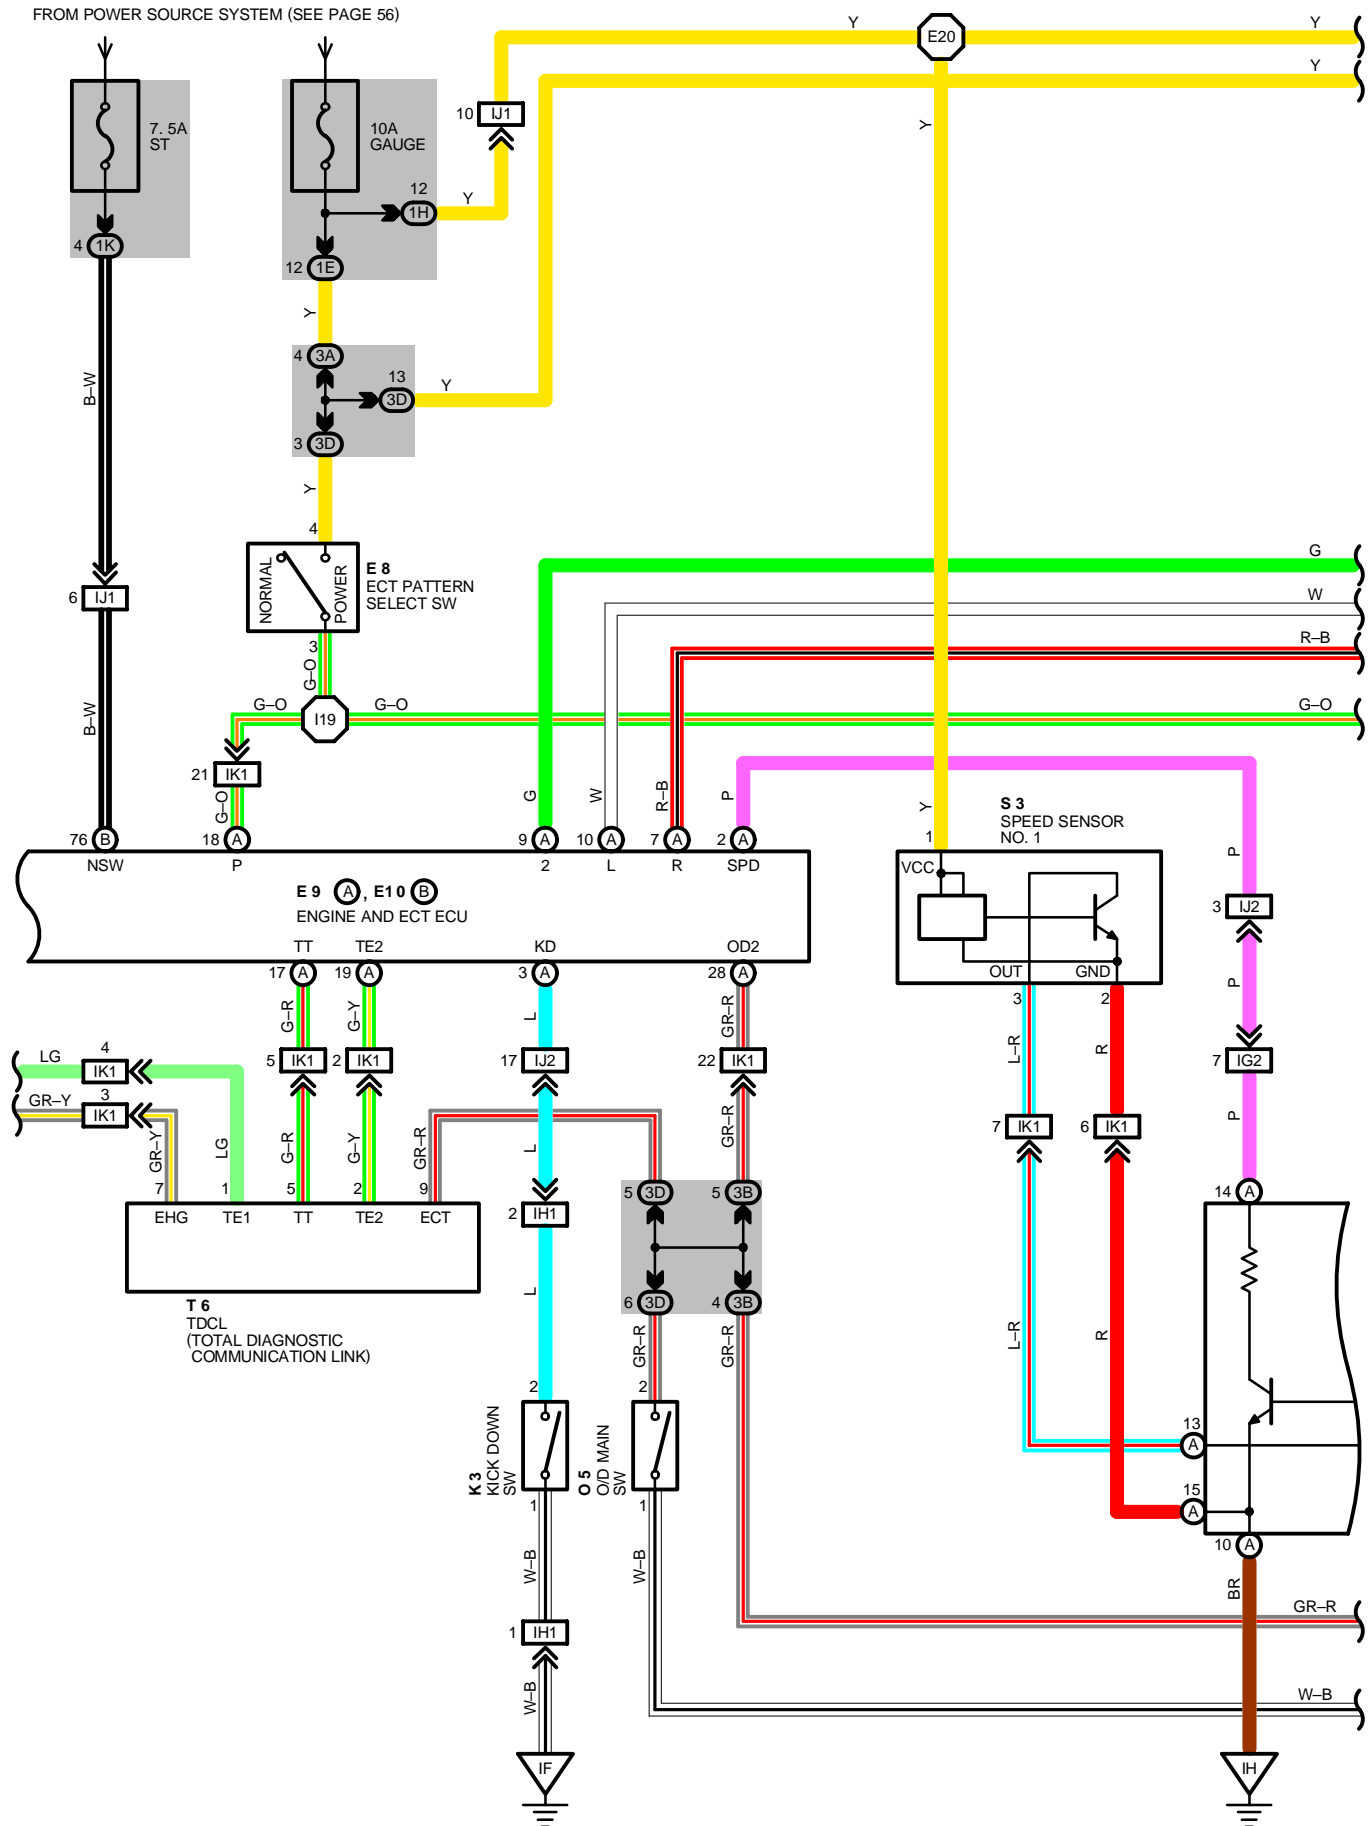 FROM POWER SOURCE SYSTEM (SEE PAGE 56)
Y
E20
Y
Y
7. 5A
ST
10A
GAUGE
10 IJ1
Y
12
1H
Y
4 1K
12 1E
Y
4 3A
13
3D
Y
3 3D
B–W
Y
4
NORMAL
POWER
E 8
ECT PATTERN
SELECT SW
3
G–O
6 IJ1
G
W
R–B
G–O
I19
G–O
G–O
B–W
21 IK1
G–O
G
W
R–B
P
Y
76 B
18 A
9 A
10 A
7 A
2 A
1
S 3
SPEED SENSOR
NO. 1
NSW
P
2
L
R
SPD
VCC
P
E 9 A , E10 B
ENGINE AND ECT ECU
3 IJ2
TT
TE2
KD
OD2
OUT
GND
17 A
19 A
3 A
28 A
3
2
G–R
G–Y
L
GR–R
L–R
R
P
LG
4
IK1
5 IK1
2 IK1
17 IJ2
22 IK1
7 IG2
GR–Y
3
IK1
7 IK1
6 IK1
GR–Y
LG
G–R
G–Y
GR–R
L
GR–R
P
7
1
5
2
9
5 3D
5 3B
14 A
EHG
TE1
TT
TE2
ECT
2 IH1
T 6
TDCL
(TOTAL DIAGNOSTIC
COMMUNICATION LINK)
6 3D
4 3B
L
GR–R
GR–R
L–R
R
2
2
K 3
KICK DOWN
SW
O 5
O/D MAIN
SW
13
A
1
1
15
A
10 A
W–B
W–B
BR
1 IH1
GR–R
W–B
W–B
IF
IH